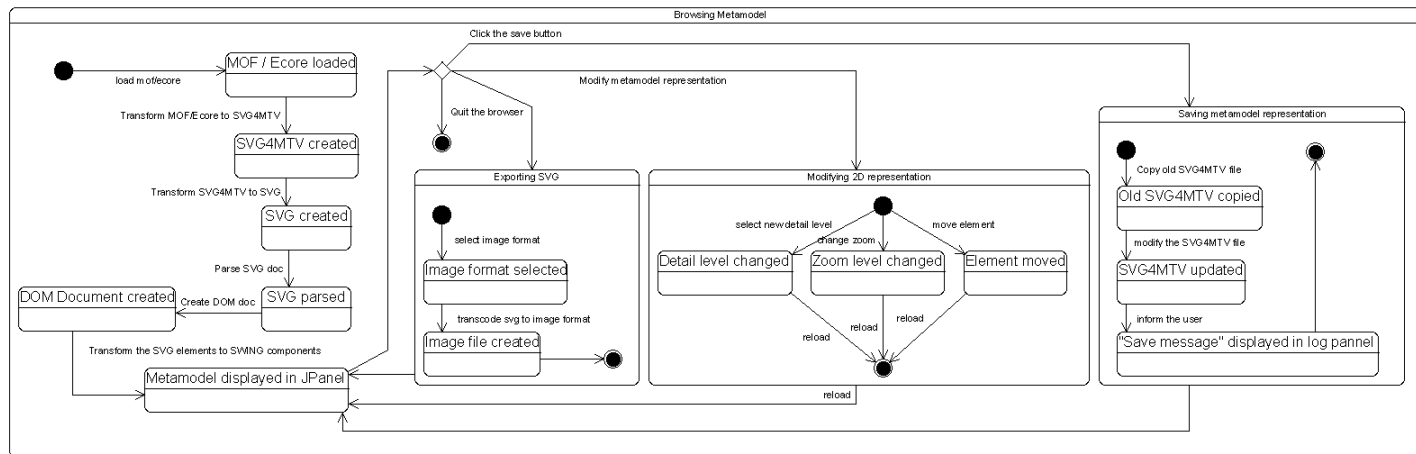 Browsing Metamodel
Click the save button
MOF / Ecore loaded
load mof/ecore
Modify metamodel representation
Transform MOF/Ecore to SVG4MTV
Quit the browser
Saving metamodel representation
SVG4MTV created
Exporting SVG
Modifying 2D representation
Copy old SVG4MTV file
Transform SVG4MTV to SVG
Old SVG4MTV copied
SVG created
select new detail level
move element
select image format
change zoom
modify the SVG4MTV file
Parse SVG doc
Image format selected
Detail level changed
Zoom level changed
Element moved
SVG4MTV updated
DOM Document created
Create DOM doc
SVG parsed
transcode svg to image format
inform the user
reload
reload
reload
Image file created
"Save message" displayed in log pannel
Transform the SVG elements to SWING components
Metamodel displayed in JPanel
reload